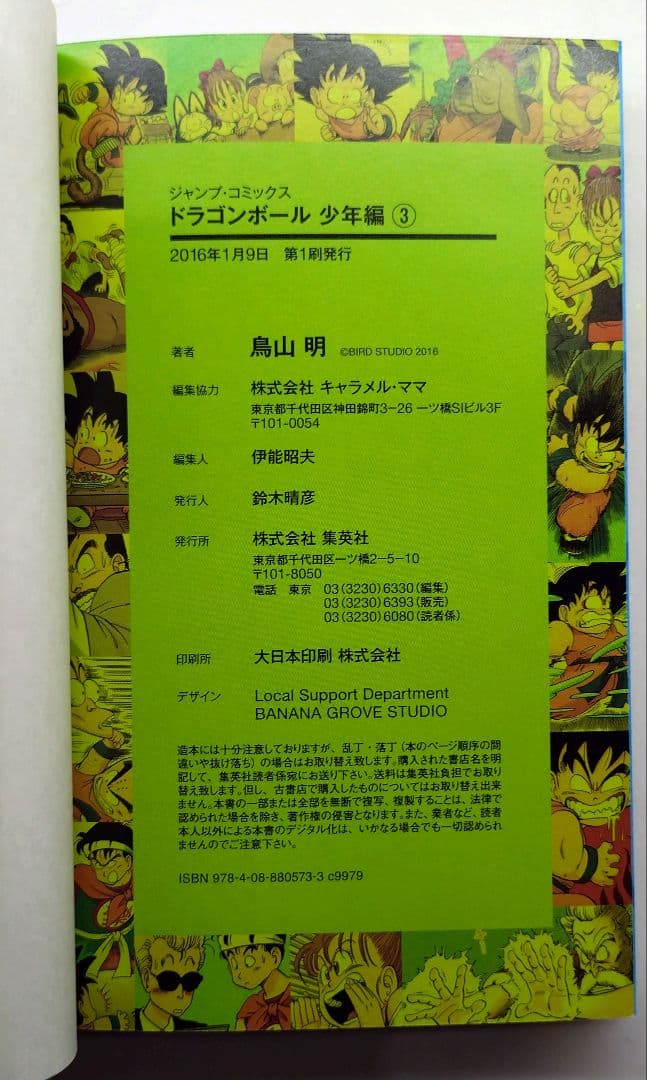 ジャンプ・コミックス
ドラゴンボール 少年編 ③
2016年1月9日 第1刷発行
著者 鳥山 明 ©BIRD STUDIO 2016
編集協力 株式会社 キャラメル・ママ
東京都千代田区神田錦町3−26 一ツ橋SIビル3F
〒101-0054
編集人 伊能昭夫
発行人 鈴木晴彦
発行所 株式会社 集英社
東京都千代田区一ツ橋2−5−10
〒101-8050
電話 東京 03(3230)6330(編集)
03(3230)6393(販売)
03(3230)6080(読者係)
印刷所 大日本印刷 株式会社
デザイン Local Support Department
BANANA GROVE STUDIO
造本には十分注意しておりますが、乱丁・落丁(本のページ順序の間
違いや抜け落ち)の場合はお取り替え致します。購入された書店名を明
記して、集英社読者係宛にお送り下さい。送料は集英社負担でお取り
替え致します。但し、古書店で購入したものについてはお取り替え出来
ません。本書の一部または全部を無断で複写、複製することは、法律で
認められた場合を除き、著作権の侵害となります。また、業者など、読者
本人以外による本書のデジタル化は、いかなる場合でも一切認められ
ませんのでご注意下さい。
ISBN 978-4-08-880573-3 c9979